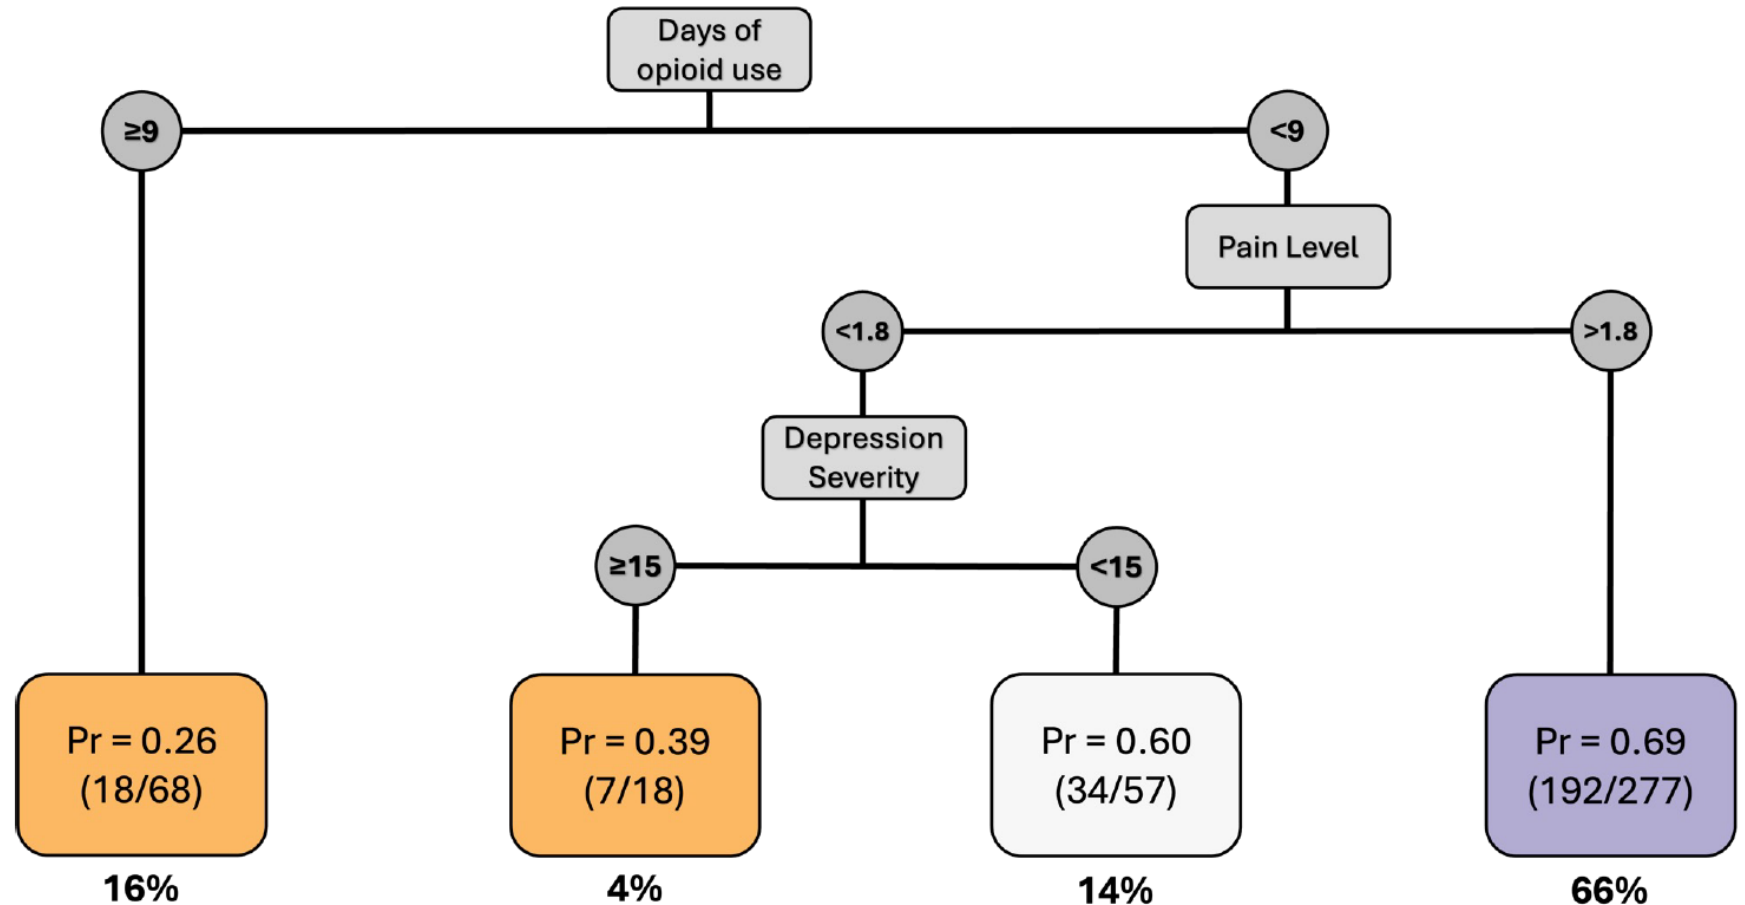 Days of
opioid use
≥9
<9
Pain Level
<1.8
>1.8
Depression
Severity
≥15
<15
Pr = 0.26
(18/68)
Pr = 0.39
(7/18)
Pr = 0.60
(34/57)
Pr = 0.69
(192/277)
16%
4%
14%
66%